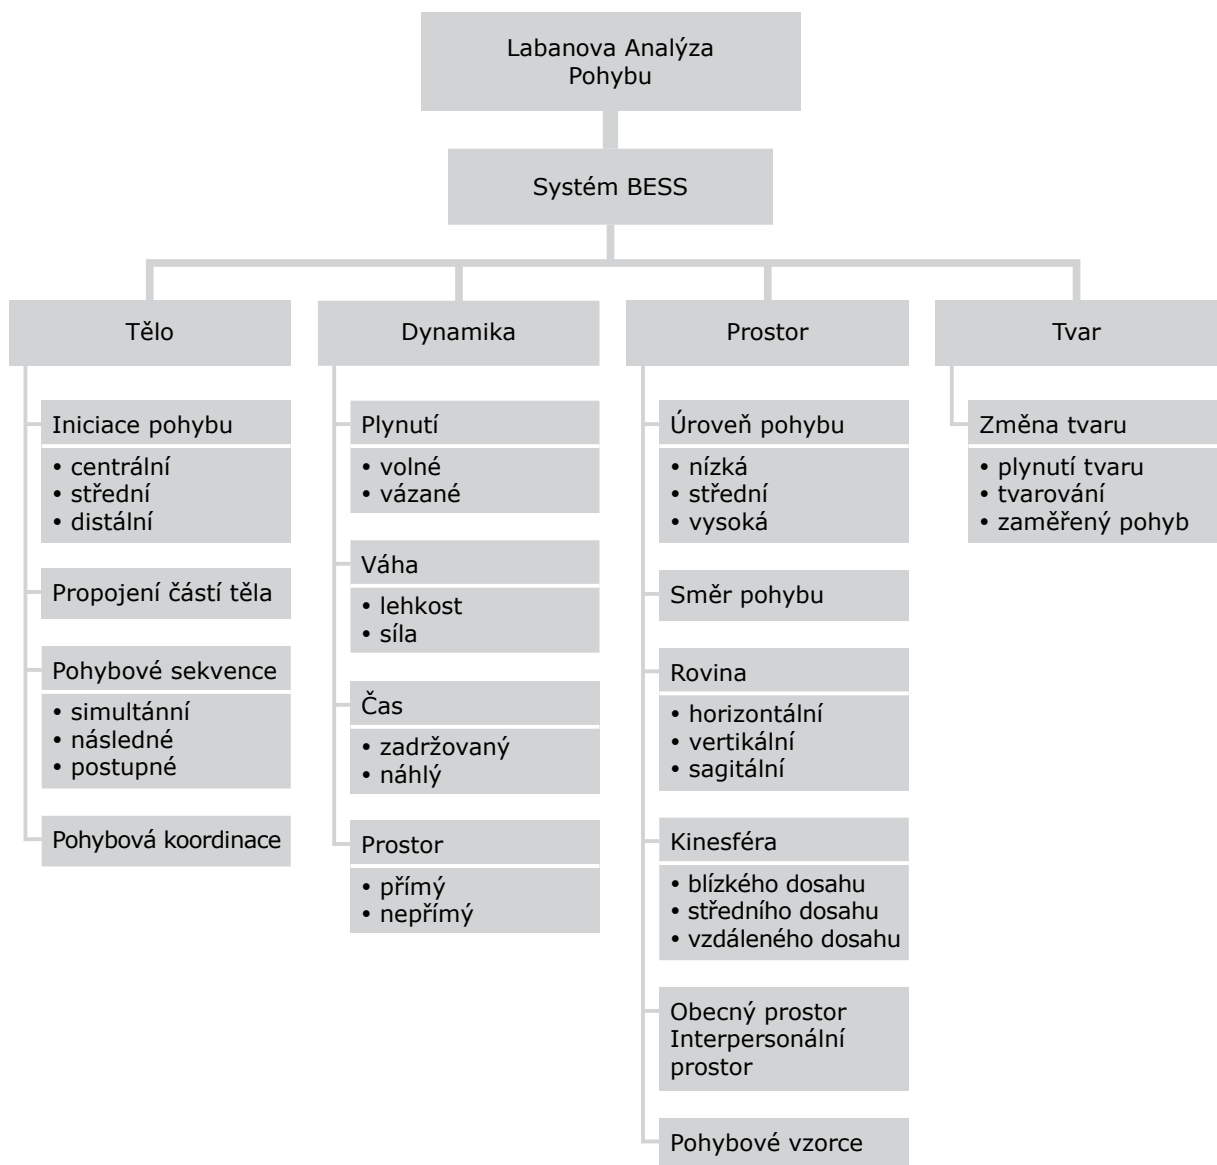 Labanova Analýza
Pohybu
Systém BESS
Tělo
Iniciace pohybu
• centrální
• střední
• distální
Propojení částí těla
Pohybové sekvence
• simultánní
• následné
• postupné
Pohybová koordinace
Dynamika
Plynutí
• volné
• vázané
Váha
• lehkost
• síla
Čas
• zadržovaný
• náhlý
Prostor
• přímý
• nepřímý
Prostor
Úroveň pohybu
• nízká
• střední
• vysoká
Směr pohybu
Rovina
• horizontální
• vertikální
• sagitální
Kinesféra
• blízkého dosahu
• středního dosahu
• vzdáleného dosahu
Obecný prostor
Interpersonální
prostor
Pohybové vzorce
Tvar
Změna tvaru
• plynutí tvaru
• tvarování
• zaměřený pohyb